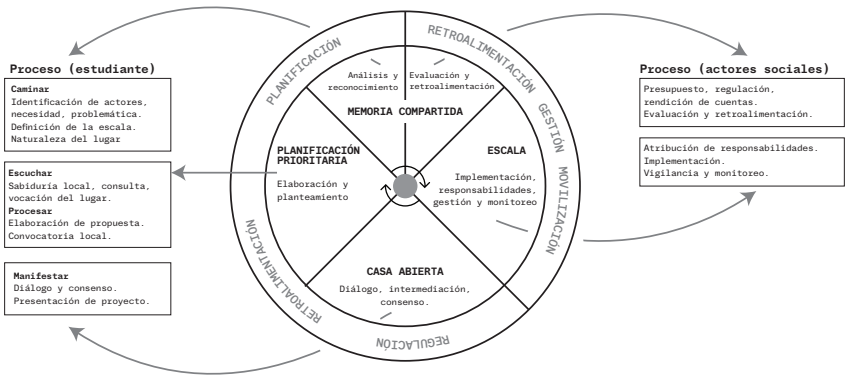 Proceso (estudiante)
Caminar
Identificación de actores,
necesidad, problemática.
Definición de la escala.
Naturaleza del lugar
Escuchar
Sabiduría local, consulta,
vocación del lugar.
Procesar
Elaboración de propuesta.
Convocatoria local.
Manifestar
Diálogo y consenso.
Presentación de proyecto.
PLANIFICACIÓN
RETROALIMENTACIÓN
GESTIÓN
MOVILIZACIÓN
REGULACIÓN
RETROALIMENTACIÓN
Análisis y
reconocimiento
Evaluación y
retroalimentación
MEMORIA COMPARTIDA
PLANIFICACIÓN
PRIORITARIA
Elaboración y
planteamiento
ESCALA
Implementación,
responsabilidades,
gestión y monitoreo
CASA ABIERTA
Diálogo, intermediación,
consenso.
Proceso (actores sociales)
Presupuesto, regulación,
rendición de cuentas.
Evaluación y retroalimentación.
Atribución de responsabilidades.
Implementación.
Vigilancia y monitoreo.